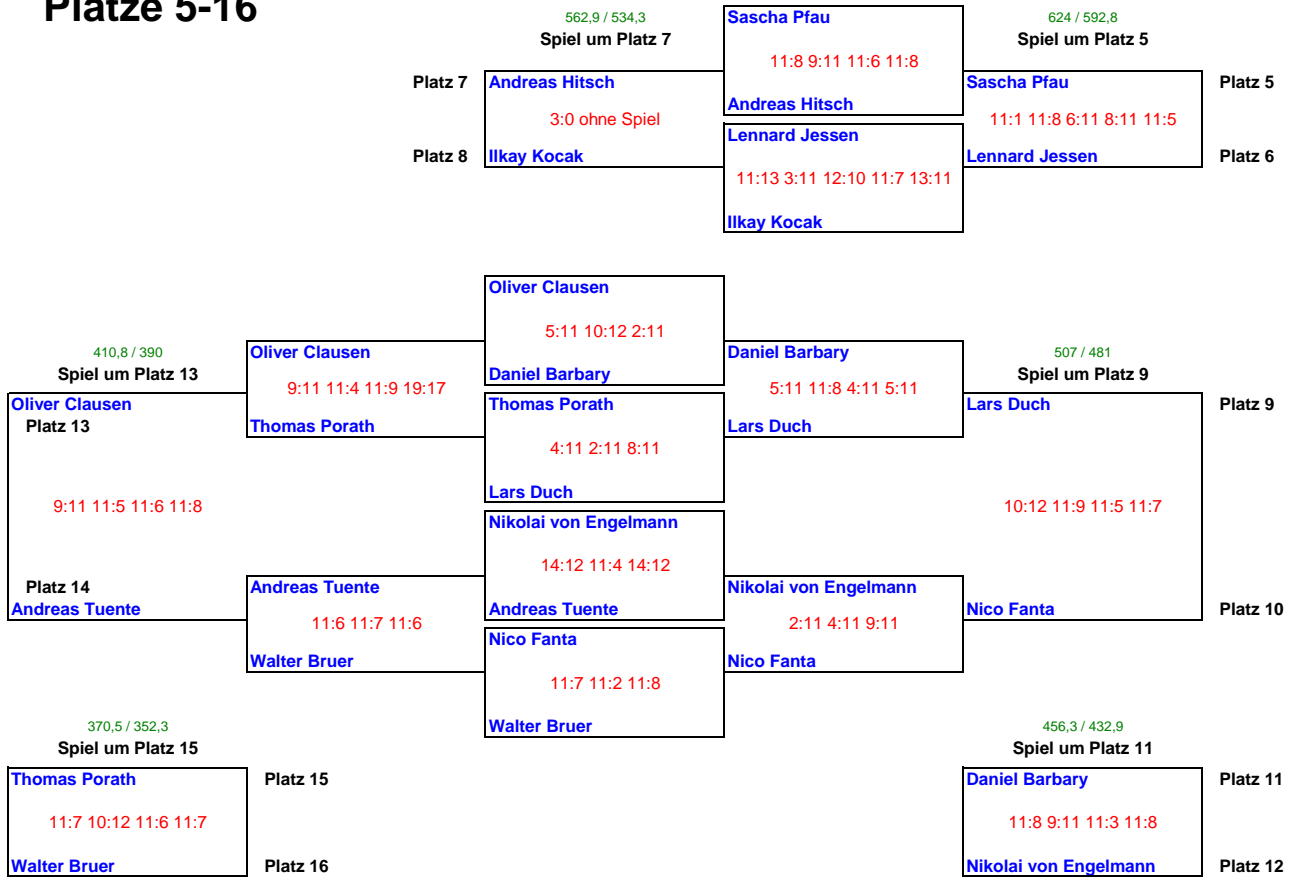 Plätze 5-16
562,9 / 534,3
Spiel um Platz 7
Sascha Pfau
624 / 592,8
Spiel um Platz 5
11:8 9:11 11:6 11:8
Platz 7
Andreas Hitsch
Sascha Pfau
Platz 5
Andreas Hitsch
3:0 ohne Spiel
11:1 11:8 6:11 8:11 11:5
Lennard Jessen
Platz 8
Ilkay Kocak
Lennard Jessen
Platz 6
11:13 3:11 12:10 11:7 13:11
Ilkay Kocak
Oliver Clausen
5:11 10:12 2:11
410,8 / 390
Spiel um Platz 13
Oliver Clausen
Daniel Barbary
507 / 481
Spiel um Platz 9
Daniel Barbary
9:11 11:4 11:9 19:17
5:11 11:8 4:11 5:11
Oliver Clausen
Thomas Porath
Lars Duch
Platz 9
Platz 13
Thomas Porath
Lars Duch
4:11 2:11 8:11
Lars Duch
9:11 11:5 11:6 11:8
10:12 11:9 11:5 11:7
Nikolai von Engelmann
14:12 11:4 14:12
Platz 14
Andreas Tuente
Nikolai von Engelmann
Andreas Tuente
Andreas Tuente
Nico Fanta
Platz 10
11:6 11:7 11:6
2:11 4:11 9:11
Nico Fanta
Walter Bruer
Nico Fanta
11:7 11:2 11:8
Walter Bruer
370,5 / 352,3
Spiel um Platz 15
456,3 / 432,9
Spiel um Platz 11
Thomas Porath
Platz 15
Daniel Barbary
Platz 11
11:7 10:12 11:6 11:7
11:8 9:11 11:3 11:8
Walter Bruer
Platz 16
Nikolai von Engelmann
Platz 12